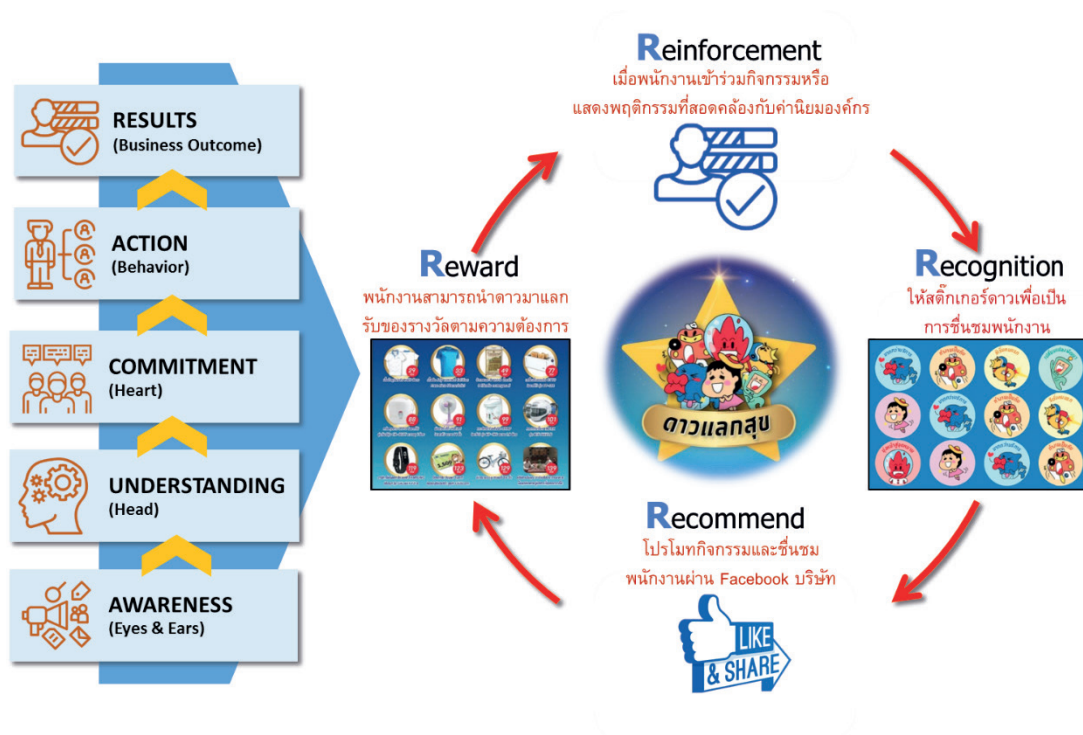 RESULTS
(Business Outcome)
ACTION
(Behavior)
COMMITMENT
(Heart)
UNDERSTANDING
(Head)
AWARENESS
(Eyes & Ears)
Reinforcement
เมื่อพนักงานเข้าร่วมกิจกรรมหรือ
แสดงพฤติกรรมที่สอดคล้องกับค่านิยมองค์กร
Reward
พนักงานสามารถนำดาวมาแลก
รับของรางวัลตามความต้องการ
Recognition
ให้สติ๊กเกอร์ดาวเพื่อเป็น
การชื่นชมพนักงาน
ดาวแลกสุข
Recommend
โปรโมทกิจกรรมและชื่นชม
พนักงานผ่าน Facebook บริษัท
LIKE
& SHARE